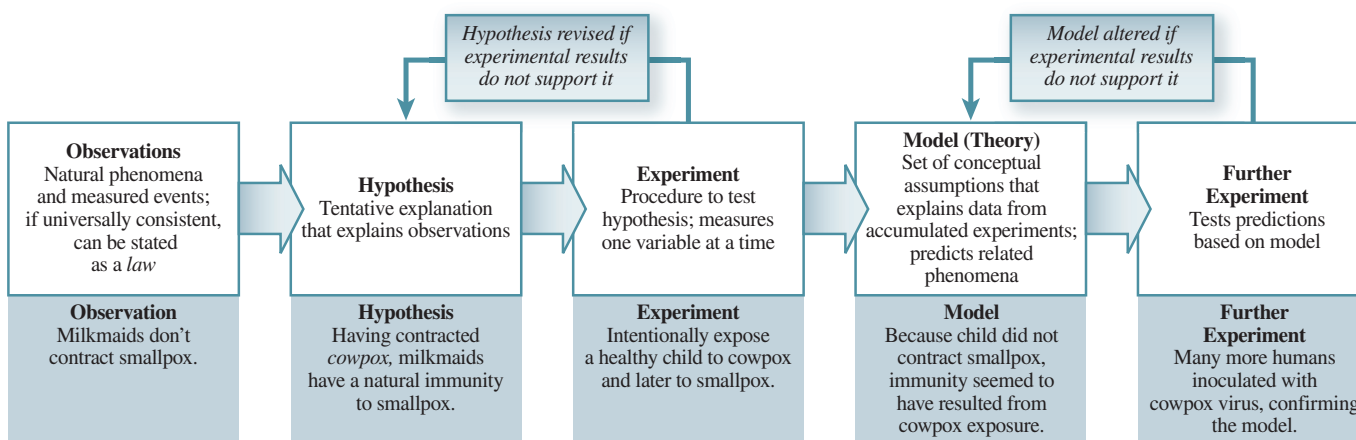 Hypothesis revised if
experimental results
do not support it
Model altered if
experimental results
do not support it
Observations
Natural phenomena
and measured events;
if universally consistent,
can be stated
as a law
Hypothesis
Tentative explanation
that explains observations
Experiment
Procedure to test
hypothesis; measures
one variable at a time
Model (Theory)
Set of conceptual
assumptions that
explains data from
accumulated experiments;
predicts related
phenomena
Further
Experiment
Tests predictions
based on model
Observation
Milkmaids don’t
contract smallpox.
Hypothesis
Having contracted
cowpox, milkmaids
have a natural immunity
to smallpox.
Experiment
Intentionally expose
a healthy child to cowpox
and later to smallpox.
Model
Because child did not
contract smallpox,
immunity seemed to
have resulted from
cowpox exposure.
Further
Experiment
Many more humans
inoculated with
cowpox virus, confirming
the model.